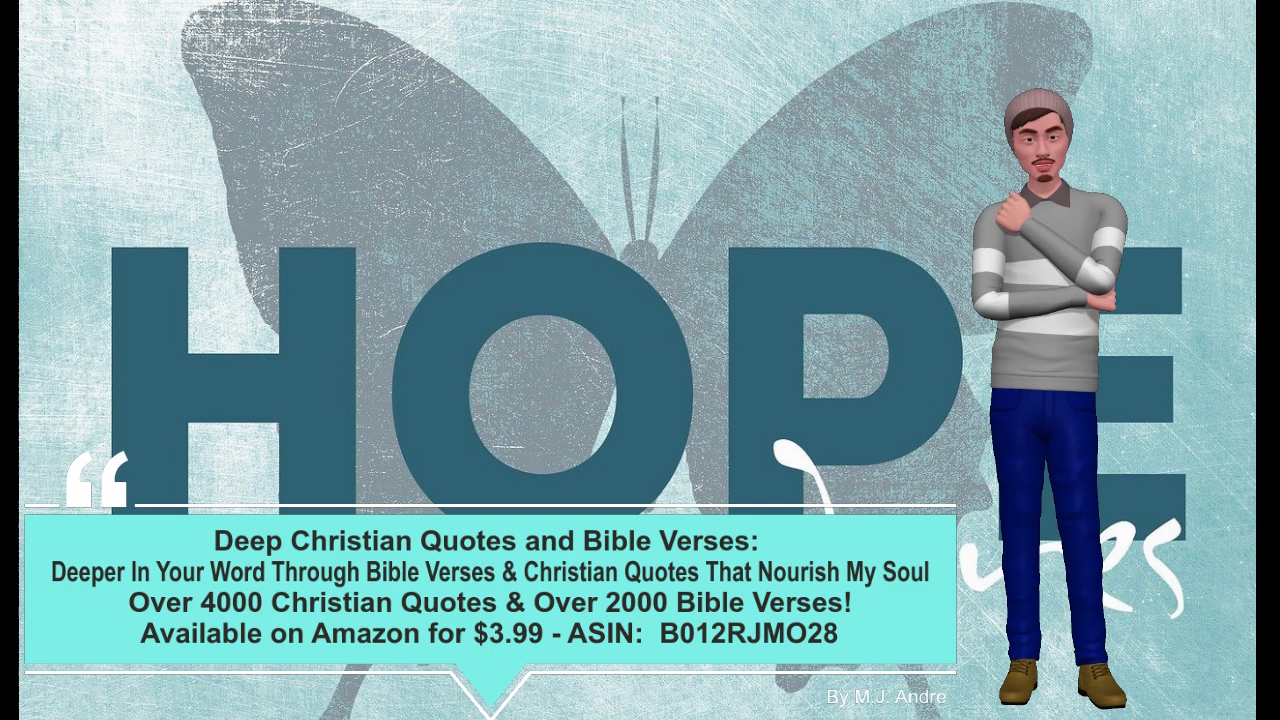 HOPE
“
Deep Christian Quotes and Bible Verses:
Deeper In Your Word Through Bible Verses & Christian Quotes That Nourish My Soul
Over 4000 Christian Quotes & Over 2000 Bible Verses!
Available on Amazon for $3.99 - ASIN: B012RJMO28
By M.J. Andre